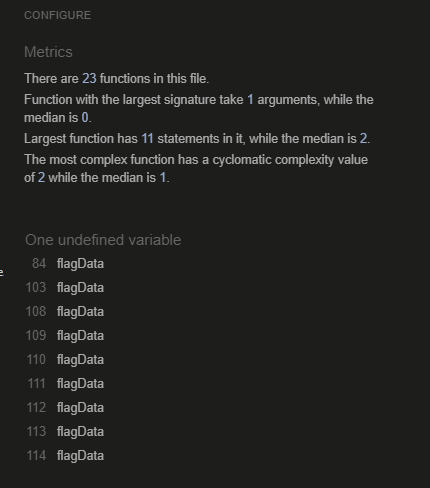 CONFIGURE
Metrics
There are 23 functions in this file.
Function with the largest signature take 1 arguments, while the
median is 0.
Largest function has 11 statements in it, while the median is 2.
The most complex function has a cyclomatic complexity value
of 2 while the median is 1.
One undefined variable
84 flagData
e
103 flagData
108 flagData
109 flagData
110 flagData
111 flagData
112 flagData
113 flagData
114 flagData